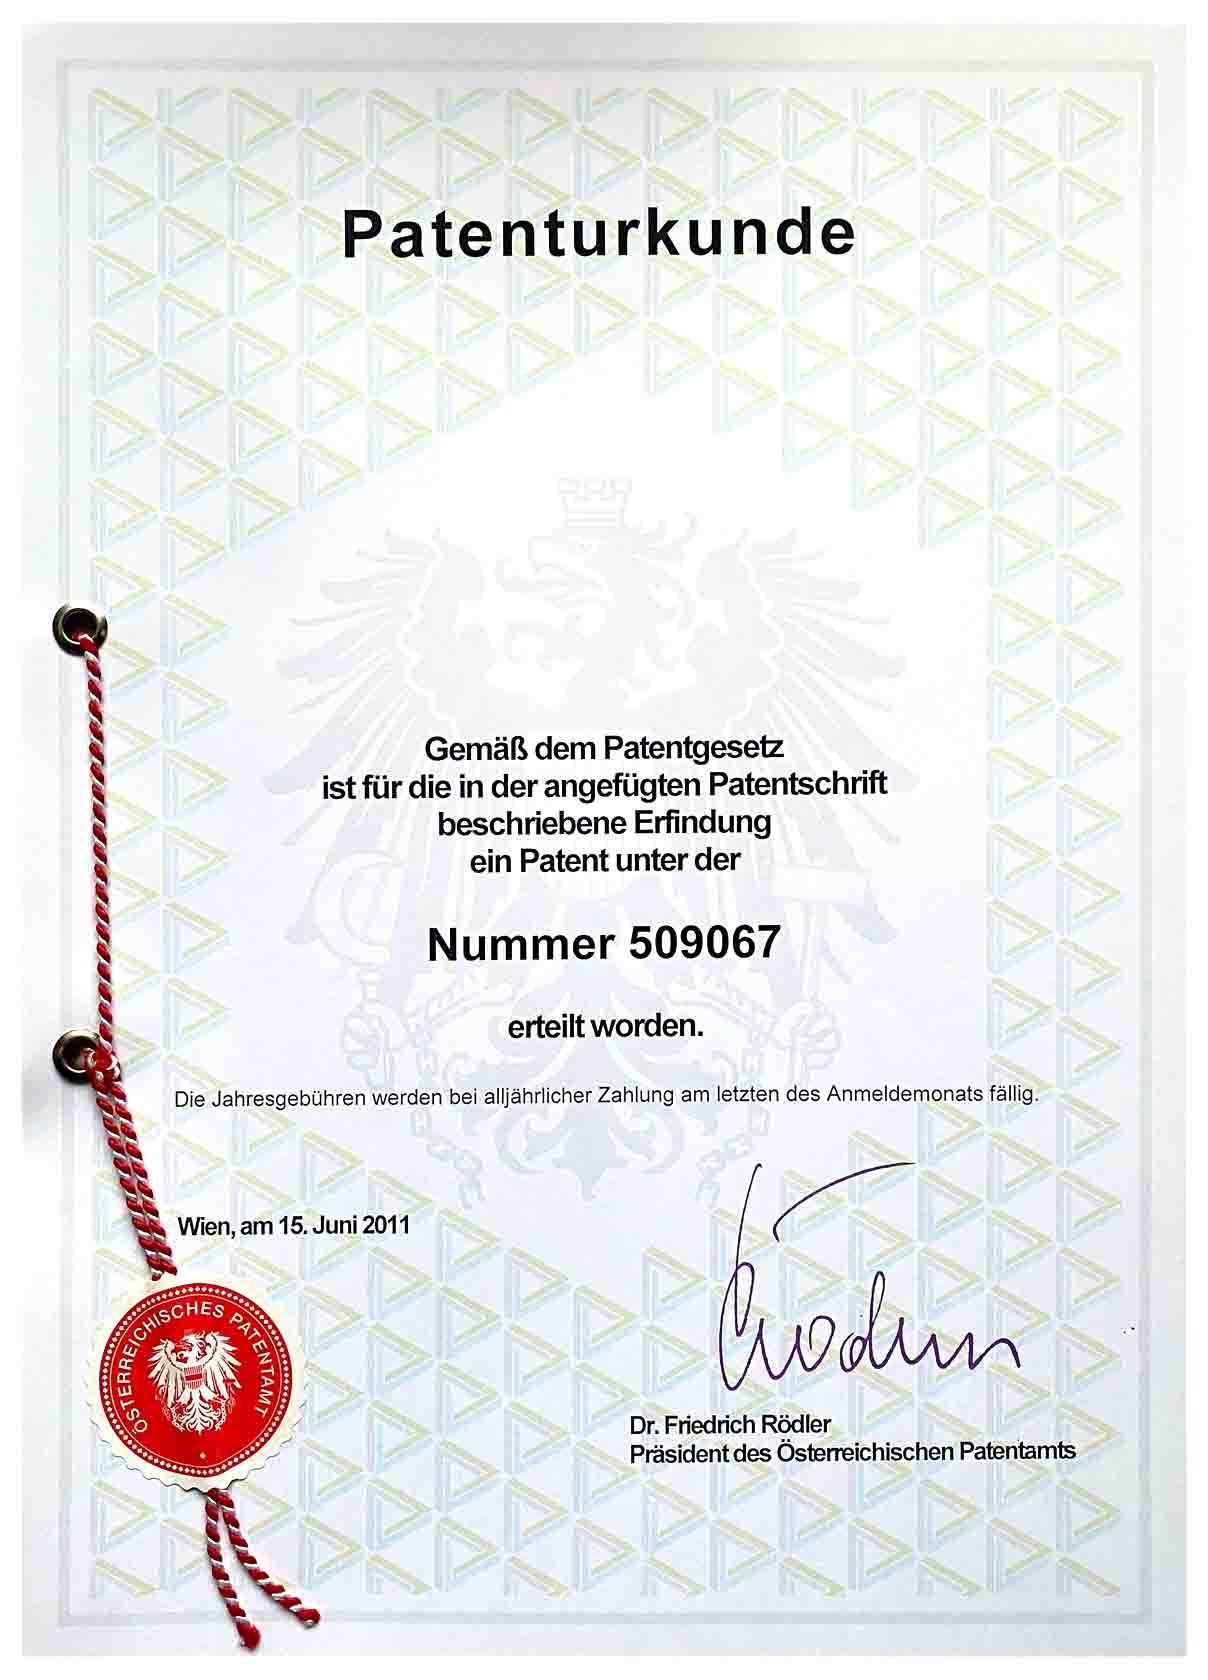 Patenturkunde
Gemäß dem Patentgesetz
ist für die in der angefügten Patentschrift
beschriebene Erfindung
ein Patent unter der
Nummer 509067
erteilt worden.
Die Jahresgebühren werden bei alljährlicher Zahlung am letzten des Anmeldemonats fällig.
Wien, am 15. Juni 2011
ÖSTERREICHISCHES PATENTAMT
Dr. Friedrich Rödler
Präsident des Österreichischen Patentamts